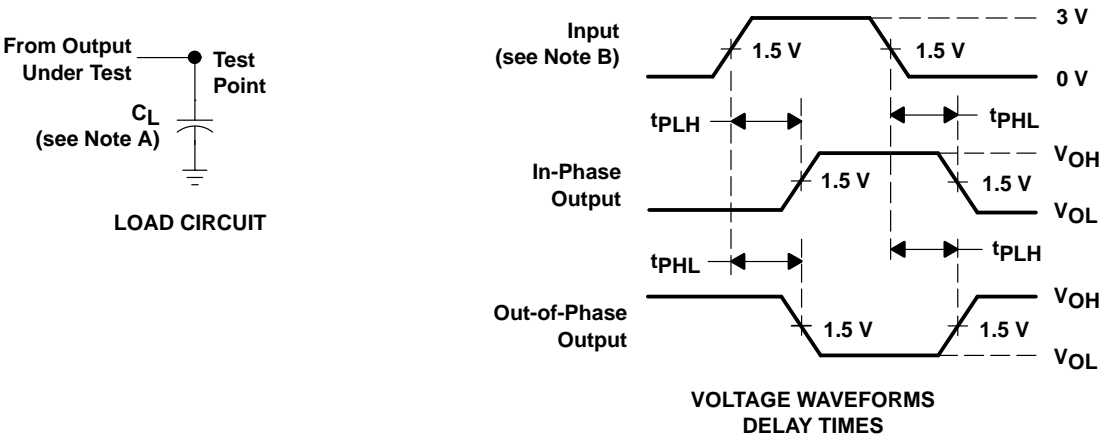 From Output
Under Test
Test
Point
CL
(see Note A)
LOAD CIRCUIT
Input
(see Note B)
1.5 V
1.5 V
3 V
0 V
tPLH
tPHL
In-Phase
Output
1.5 V
1.5 V
VOH
VOL
tPHL
tPLH
Out-of-Phase
Output
1.5 V
1.5 V
VOH
VOL
VOLTAGE WAVEFORMS
DELAY TIMES